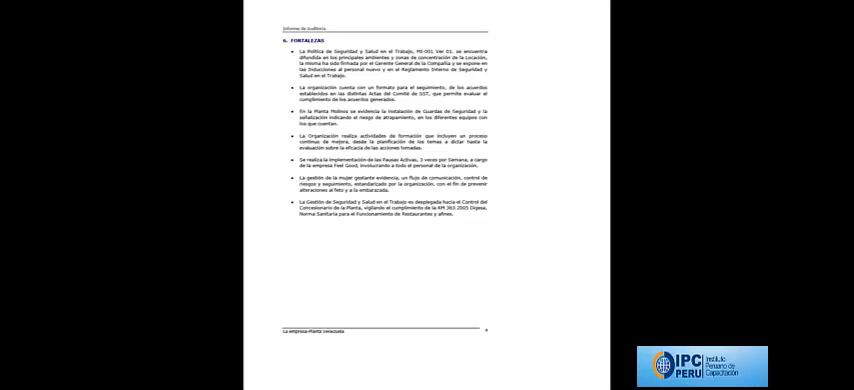 Informe de Auditoría
6. FORTALEZAS
• La Política de Seguridad y Salud en el Trabajo, MI-001 Ver 01. se encuentra
difundida en los principales ambientes y zonas de concentración de la Locación,
la misma ha sido firmada por el Gerente General de la Compañía y se expone en
las Inducciones al personal nuevo y en el Reglamento Interno de Seguridad y
Salud en el Trabajo.
• La organización cuenta con un formato para el seguimiento, de los acuerdos
establecidos en las distintas Actas del Comité de SST, que permite evaluar el
cumplimiento de los acuerdos generados.
• En la Planta Molinos se evidencia la instalación de Guardas de Seguridad y la
señalización indicando el riesgo de atrapamiento, en los diferentes equipos con
los que cuentan.
• La Organización realiza actividades de formación que incluyen un proceso
continuo de mejora, desde la planificación de los temas a dictar hasta la
evaluación sobre la eficacia de las acciones tomadas.
• Se realiza la implementación de las Pausas Activas, 3 veces por Semana, a cargo
de la empresa Feel Good, involucrando a todo el personal de la organización.
• La gestión de la mujer gestante evidencia, un flujo de comunicación, control de
riesgos y seguimiento, estandarizado por la organización, con el fin de prevenir
alteraciones al feto y a la embarazada.
• La Gestión de Seguridad y Salud en el Trabajo es desplegada hacia el Control del
Concesionario de la Planta, vigilando el cumplimiento de la RM 363 2005 Digesa,
Norma Sanitaria para el Funcionamiento de Restaurantes y afines.
La empresa-Planta Venezuela
IPC
PERU
Instituto
Peruano de
Capacitación